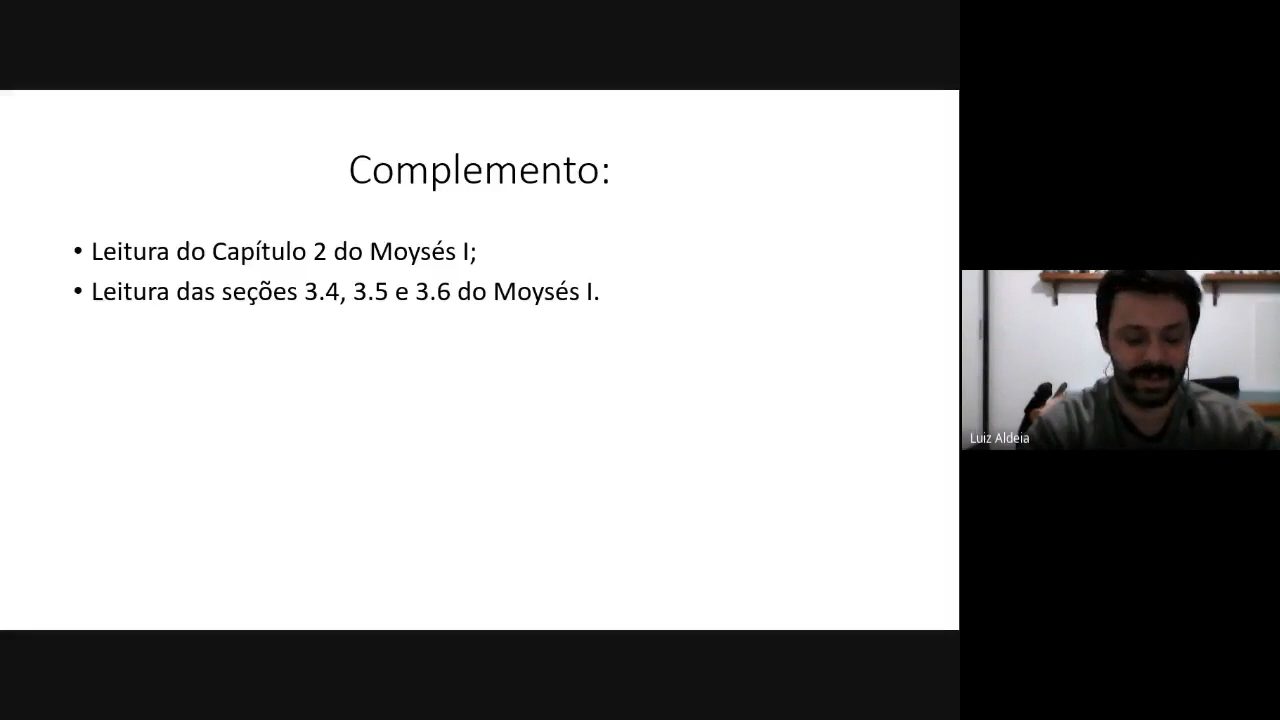 Complemento:
• Leitura do Capítulo 2 do Moysés I;
• Leitura das seções 3.4, 3.5 e 3.6 do Moysés I.
Luiz Aldeia